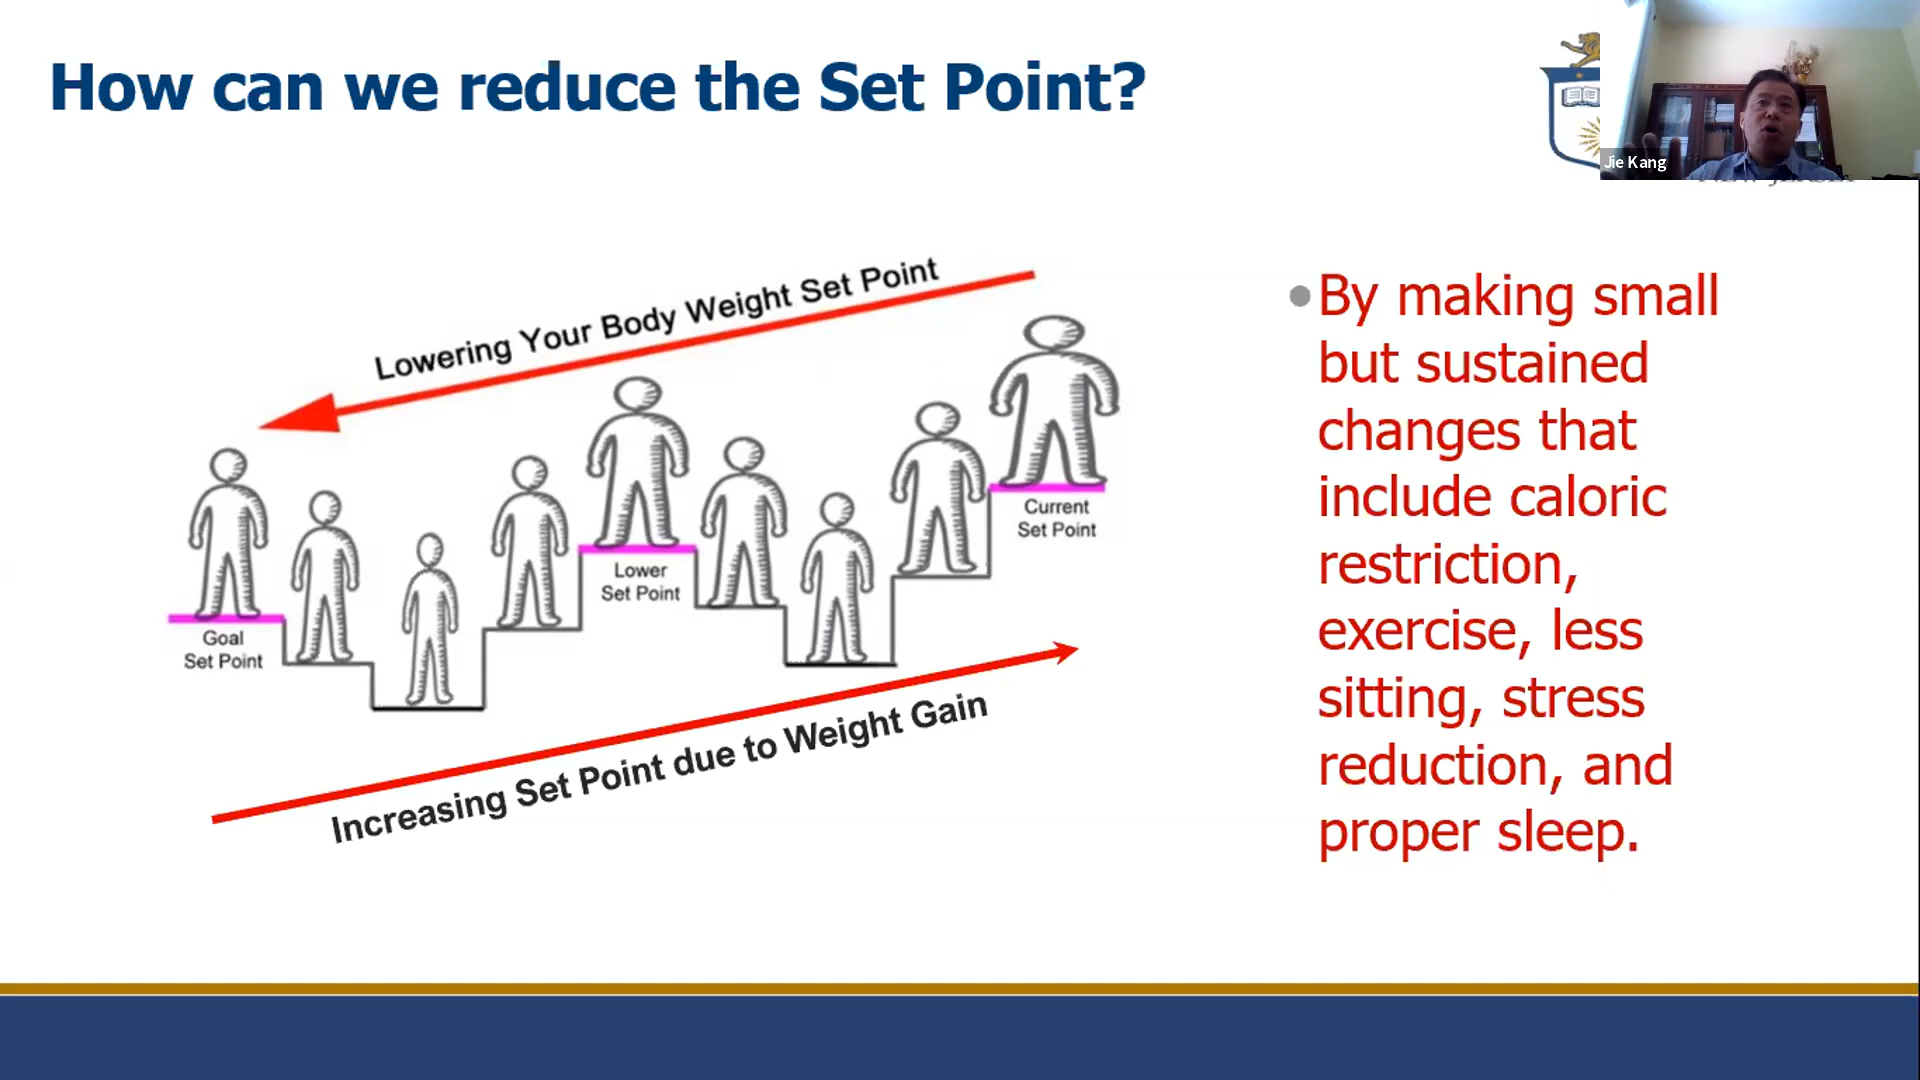 How can we reduce the Set Point?
Jie Kang
NEW JERSEY
Lowering Your Body Weight Set Point
Current
Set Point
Lower
Set Point
Goal
Set Point
Increasing Set Point due to Weight Gain
By making small
but sustained
changes that
include caloric
restriction,
exercise, less
sitting, stress
reduction, and
proper sleep.